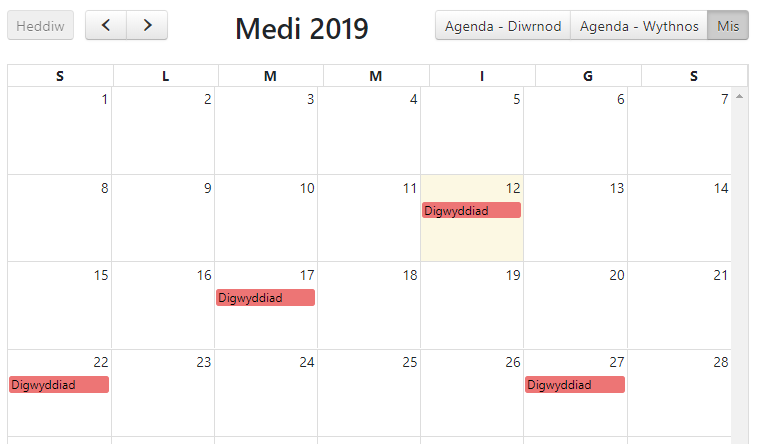 Heddiw Medi 2019 Agenda - Diwrnod Agenda - Wythnos Mis
S L M M I G S
1 2 3 4 5 6 7
8 9 10 11 12 13 14
Digwyddiad
15 16 17 18 19 20 21
Digwyddiad
22 23 24 25 26 27 28
Digwyddiad Digwyddiad